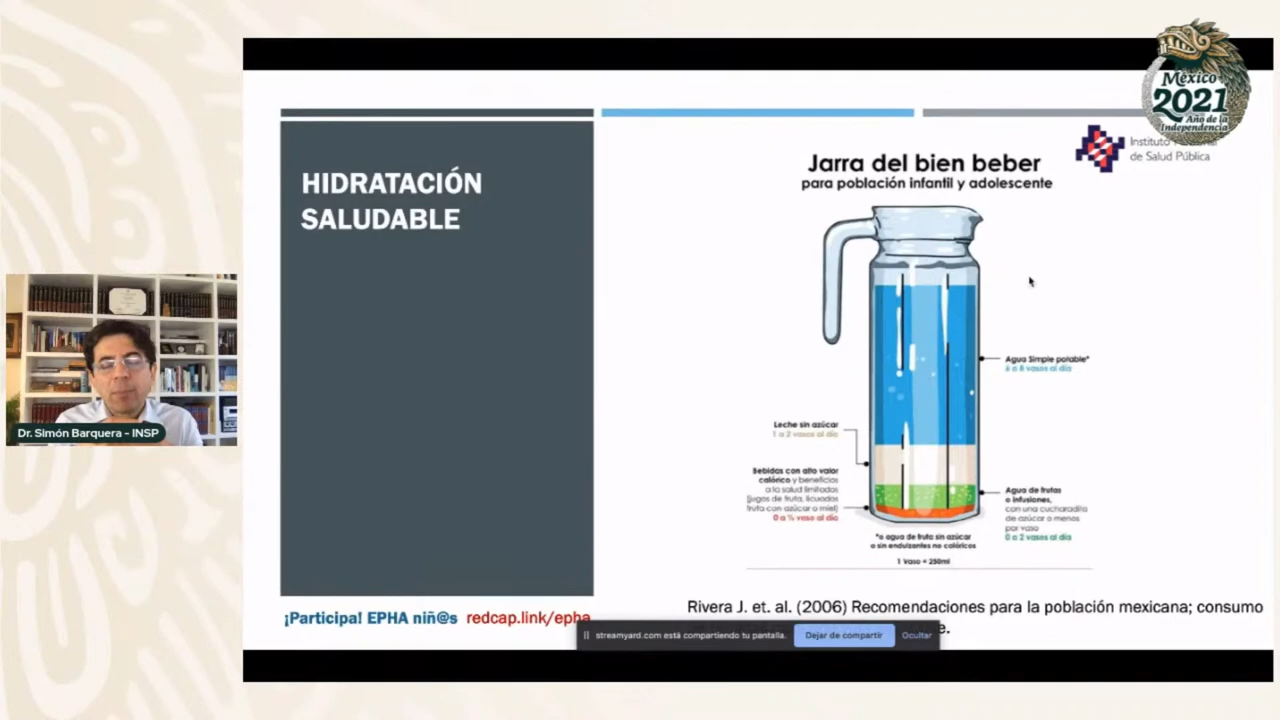 México
2021
Año de la
Independencia
Instituto
de Salud Pública
HIDRATACIÓN
SALUDABLE
Jarra del bien beber
para población infantil y adolescente
Agua Simple potable*
6 a 8 vasos al día
Leche sin azúcar
1 a 2 vasos al día
Bebidas con alto valor
calórico y beneficios
a la salud limitados
(jugos de fruta, licuados
fruta con azúcar o miel)
0 a ½ vaso al día
Agua de frutas
o infusiones,
con una cucharadita
de azúcar o menos
por vaso
0 a 2 vasos al día
*o agua de fruta sin azúcar
o sin endulzantes no calóricos
1 Vaso = 250ml
Dr. Simón Barquera - INSP
¡Participa! EPHA niñ@s redcap.link/epha
Rivera J. et. al. (2006) Recomendaciones para la población mexicana; consumo
streamyard.com está compartiendo tu pantalla. Dejar de compartir Ocultar